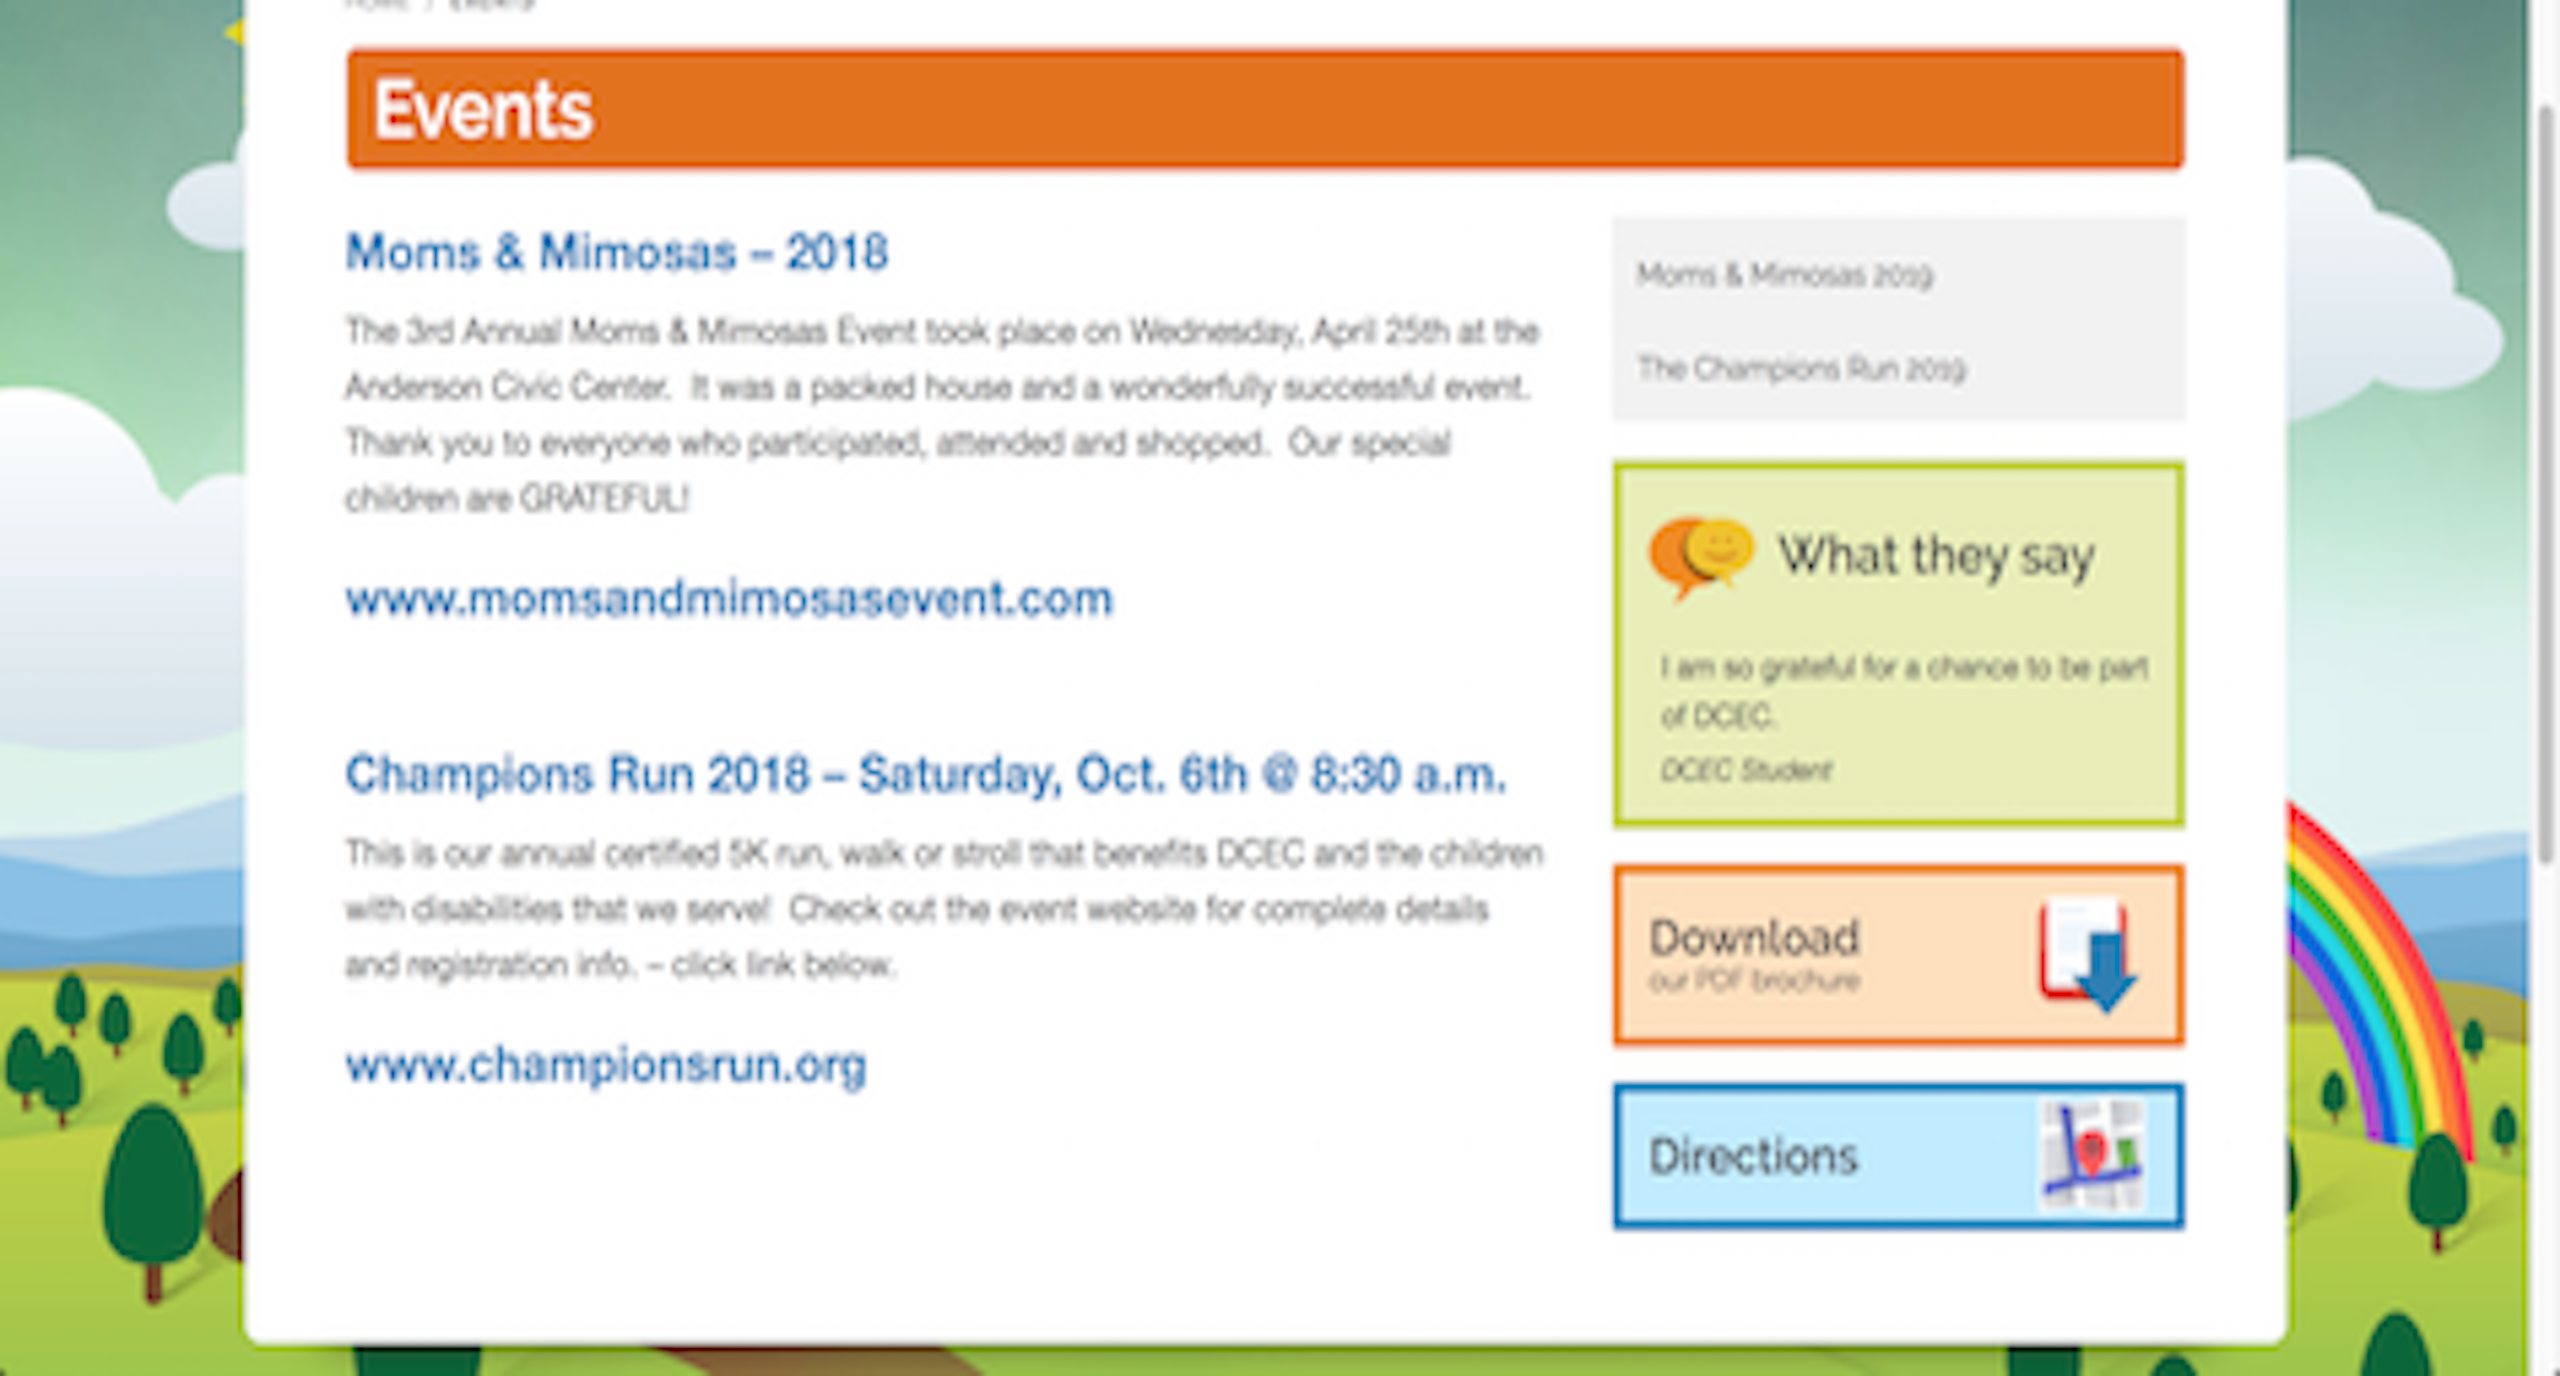 HOME / EVENTS
Events
Moms & Mimosas – 2018
The 3rd Annual Moms & Mimosas Event took place on Wednesday, April 25th at the
Anderson Civic Center.  It was a packed house and a wonderfully successful event.
Thank you to everyone who participated, attended and shopped.  Our special
children are GRATEFUL!
www.momsandmimosasevent.com
Champions Run 2018 – Saturday, Oct. 6th @ 8:30 a.m.
This is our annual certified 5K run, walk or stroll that benefits DCEC and the children
with disabilities that we serve!  Check out the event website for complete details
and registration info. – click link below.
www.championsrun.org
Moms & Mimosas 2019
The Champions Run 2019
What they say
I am so grateful for a chance to be part
of DCEC.
DCEC Student
Download
our PDF brochure
Directions